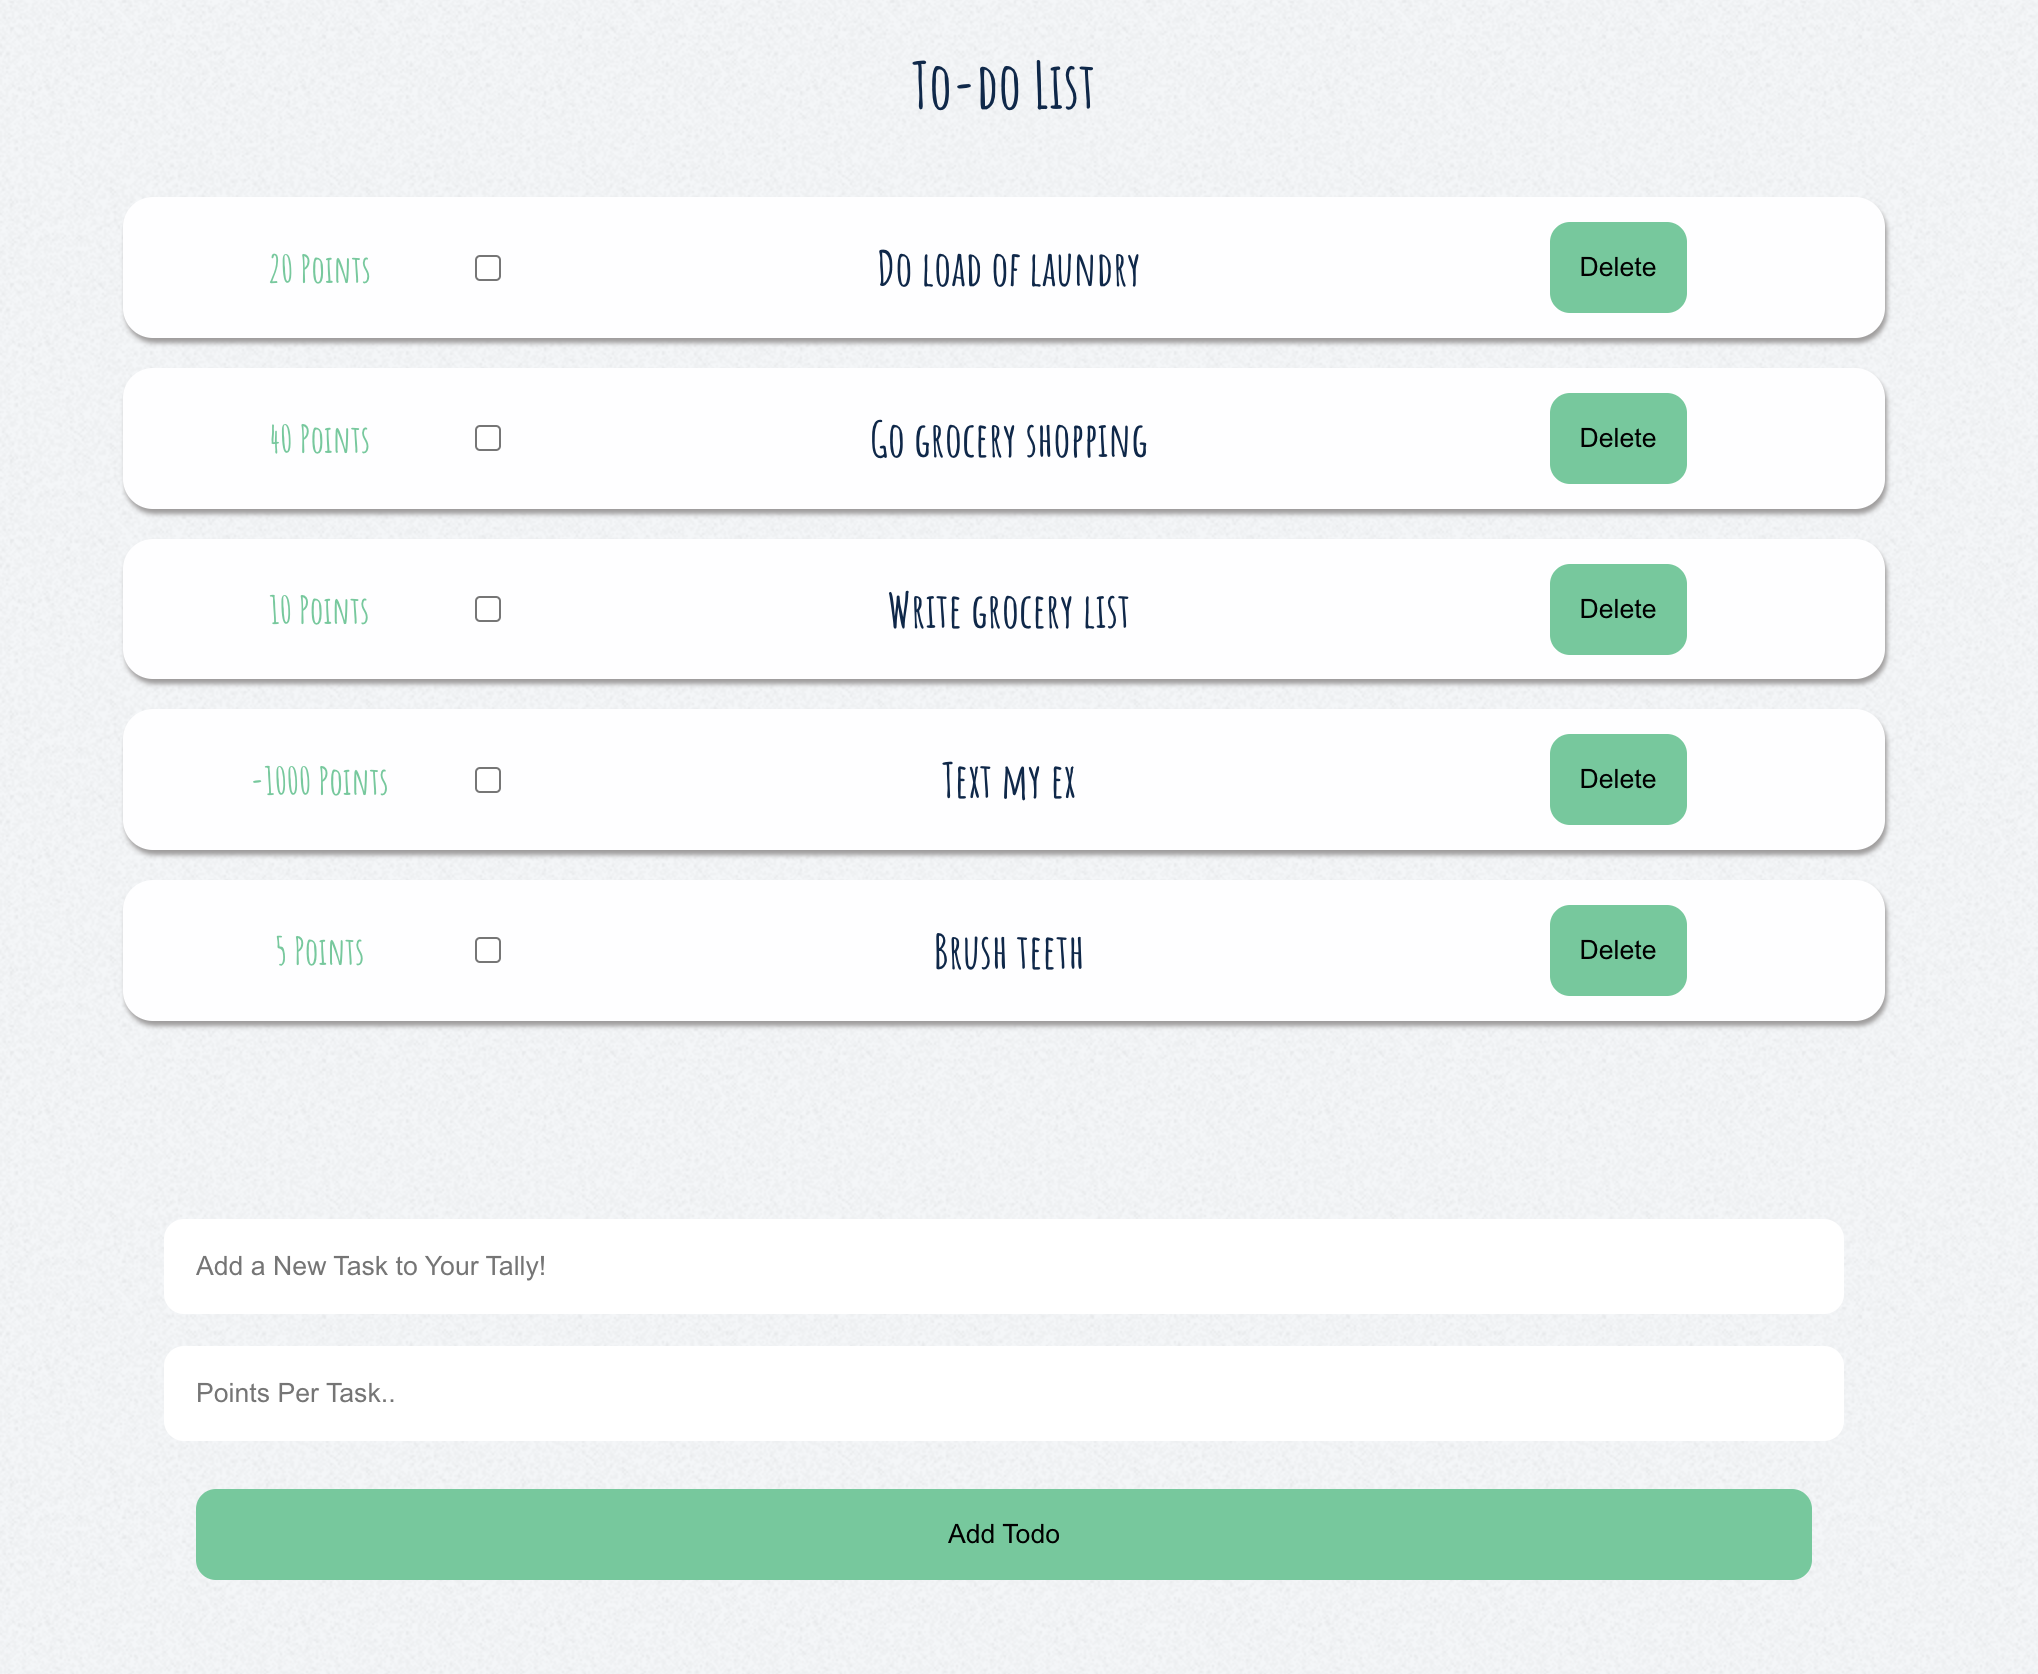 To-do List
20 Points Do load of laundry Delete
40 Points Go grocery shopping Delete
10 Points Write grocery list Delete
-1000 Points Text my ex Delete
5 Points Brush teeth Delete
Add a New Task to Your Tally!
Points Per Task..
Add Todo